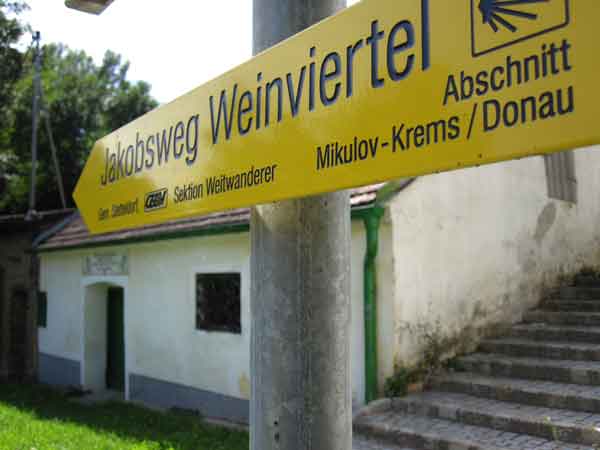 Jakobsweg Weinviertel
Abschnitt
Mikulov-Krems/Donau
Sektion Weitwanderer